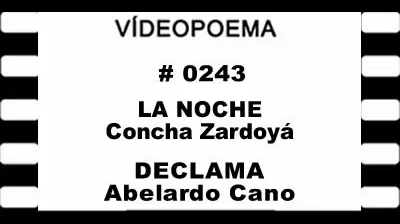 VÍDEOPOEMA
# 0243
LA NOCHE
Concha Zardoyá
DECLAMA
Abelardo Cano